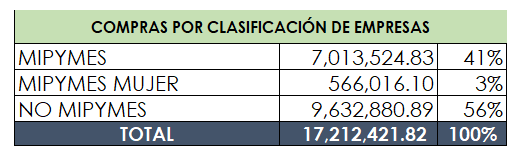 COMPRAS POR CLASIFICACIÓN DE EMPRESAS
MIPYMES 7,013,524.83 41%
MIPYMES MUJER 566,016.10 3%
NO MIPYMES 9,632,880.89 56%
TOTAL 17,212,421.82 100%